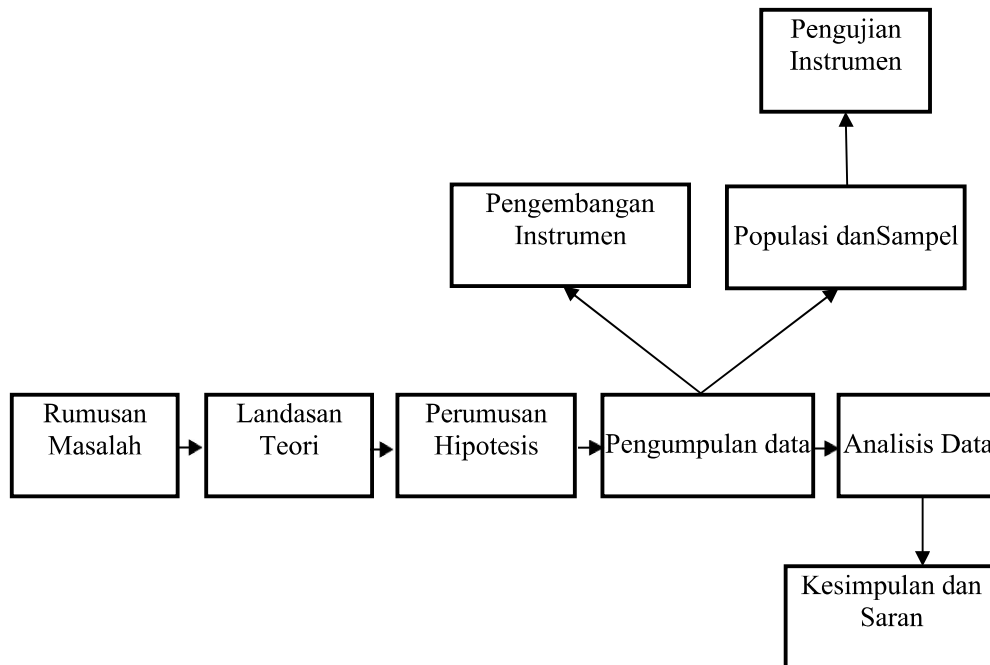 Pengujian
Instrumen
Pengembangan
Instrumen
Populasi danSampel
Rumusan
Masalah
Landasan
Teori
Perumusan
Hipotesis
Pengumpulan data
Analisis Data
Kesimpulan dan
Saran